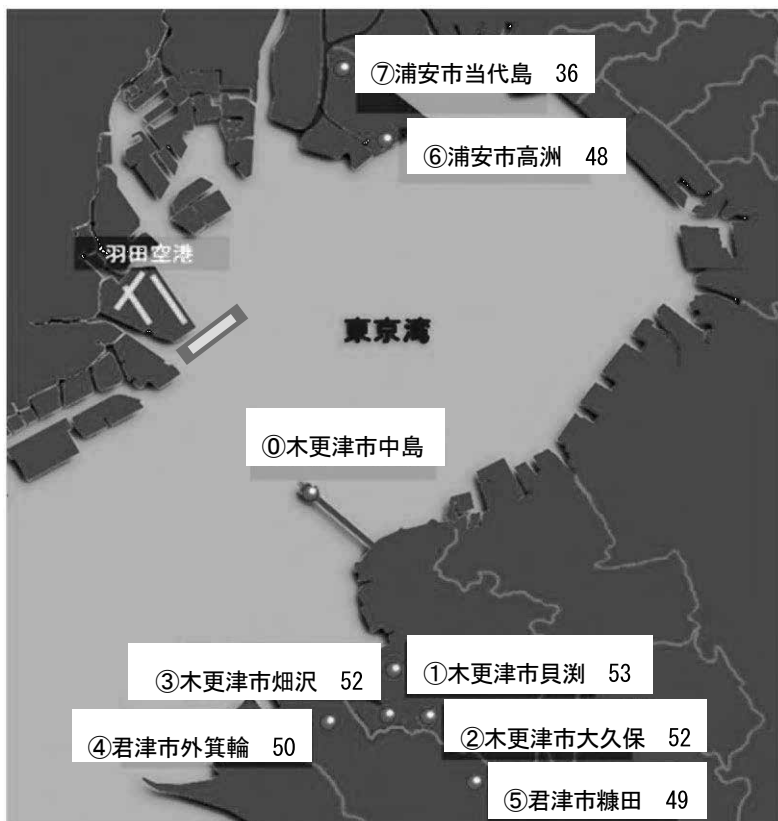 ⑦浦安市当代島 36
⑥浦安市高洲 48
羽田空港
東京湾
⓪木更津市中島
③木更津市畑沢 52
①木更津市貝渕 53
④君津市外箕輪 50
②木更津市大久保 52
⑤君津市糠田 49